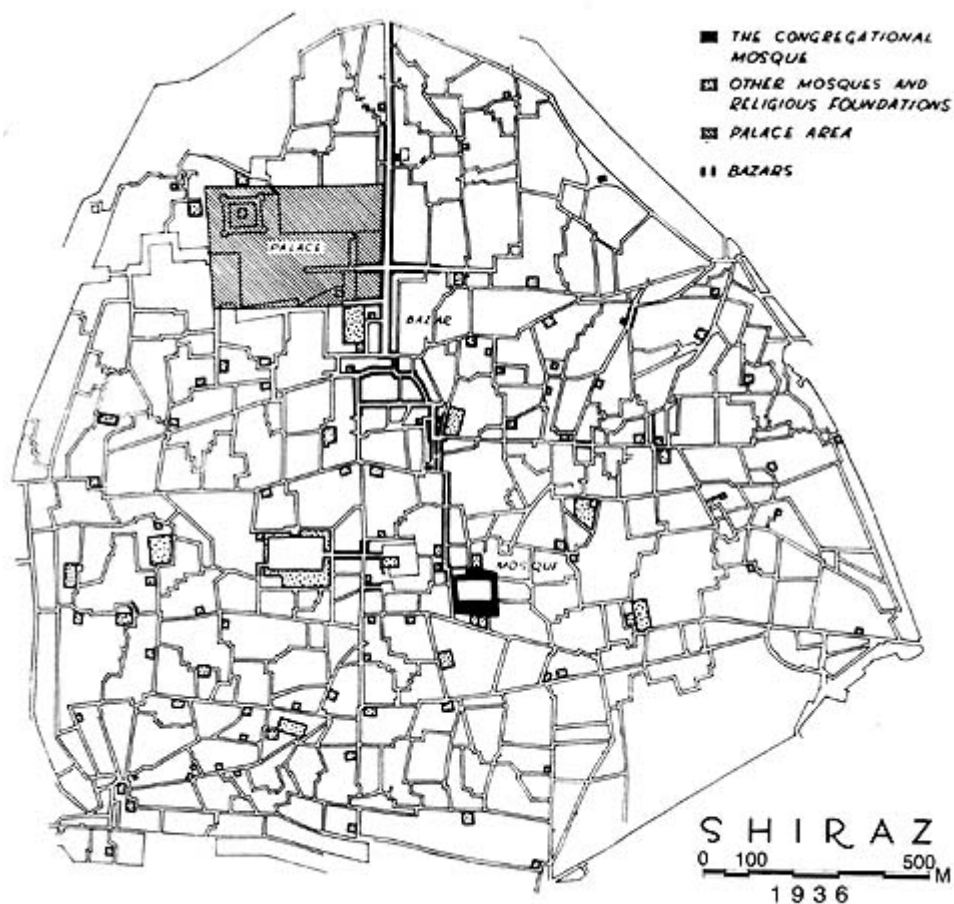 THE CONGREGATIONAL
MOSQUE
OTHER MOSQUES AND
RELIGIOUS FOUNDATIONS
PALACE AREA
BAZARS
PALACE
BAZAR
MOSQUE
SHIRAZ
0 100 500 M
1936